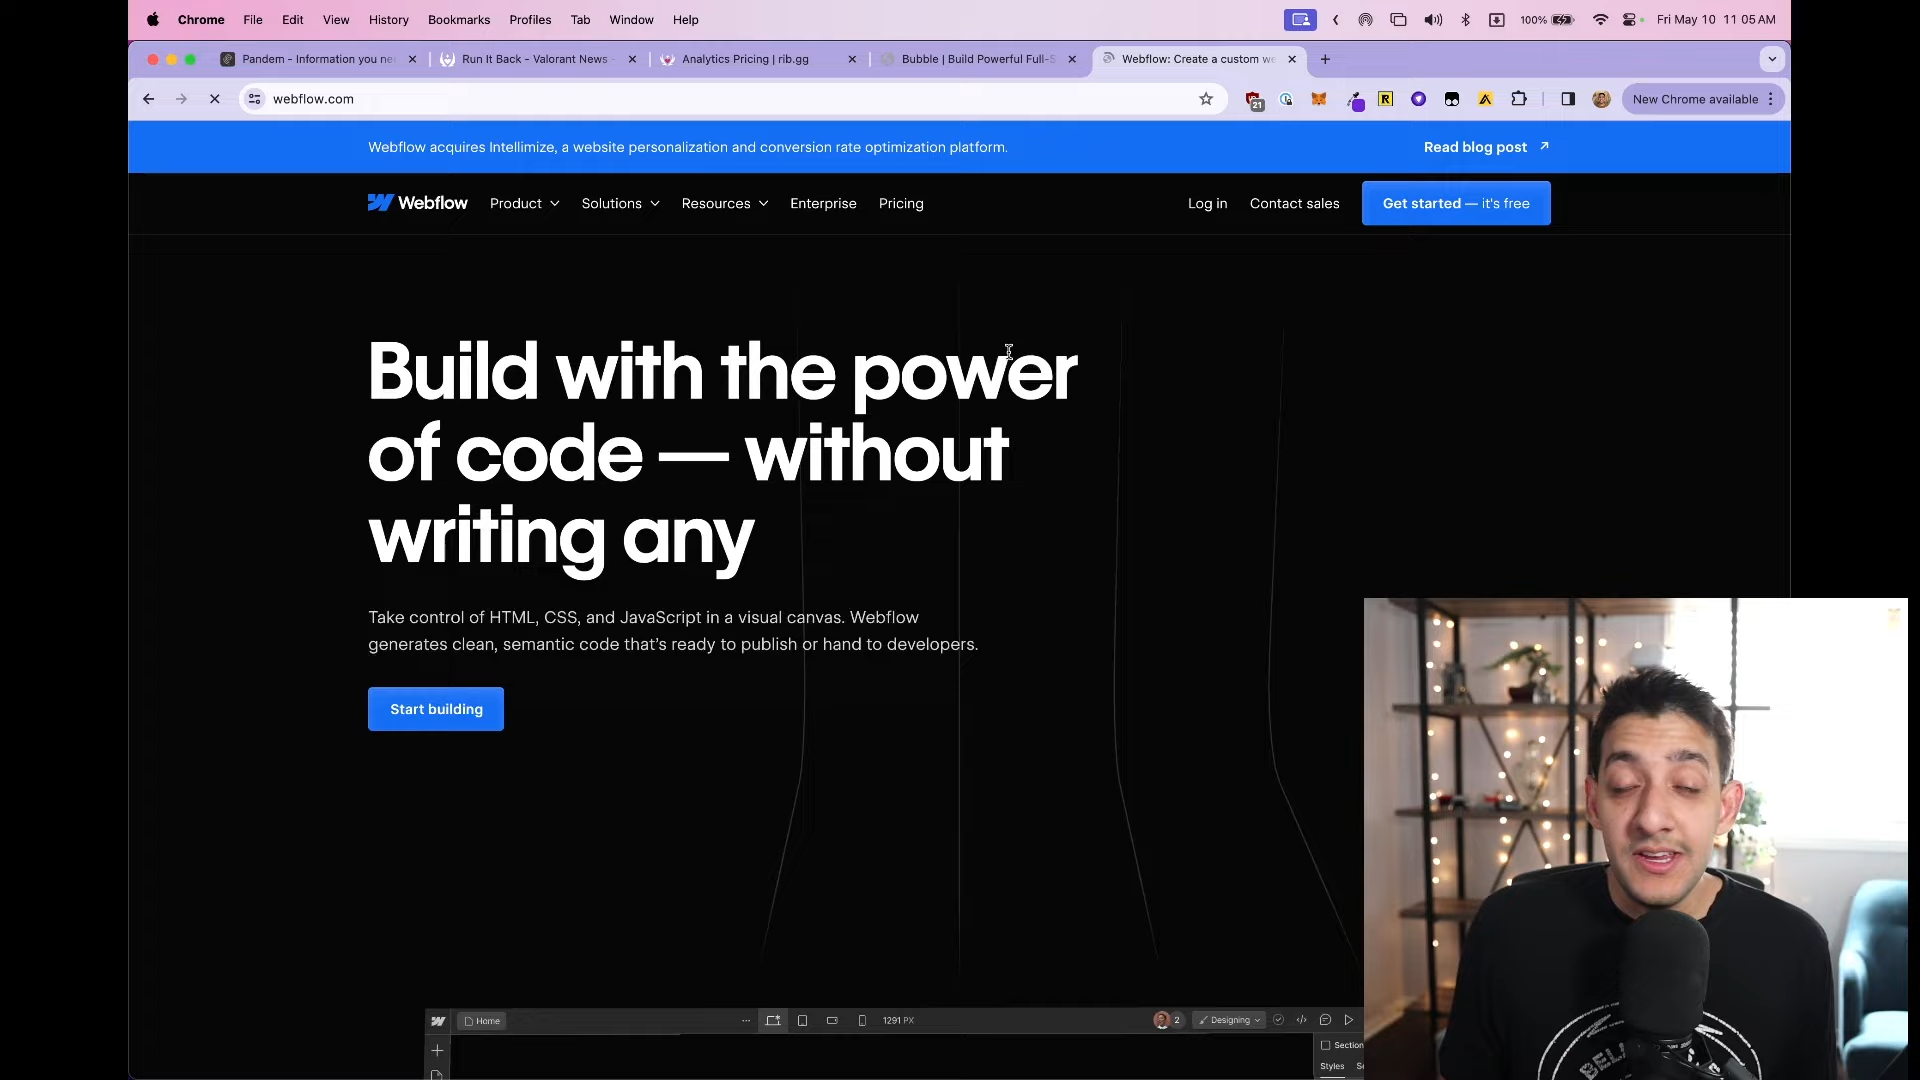 Chrome File Edit View History Bookmarks Profiles Tab Window Help
100% Fri May 10 11 05 AM
Pandem - Information you ne
Run It Back - Valorant News -
Analytics Pricing | rib.gg
Bubble | Build Powerful Full-S
Webflow: Create a custom we
webflow.com
21
New Chrome available
Webflow acquires Intellimize, a website personalization and conversion rate optimization platform.
Read blog post
Webflow
Product Solutions Resources Enterprise Pricing
Log in Contact sales Get started — it's free
Build with the power
of code — without
writing any
Take control of HTML, CSS, and JavaScript in a visual canvas. Webflow
generates clean, semantic code that's ready to publish or hand to developers.
Start building
Home
1291 PX
2
Designing
Section
Styles